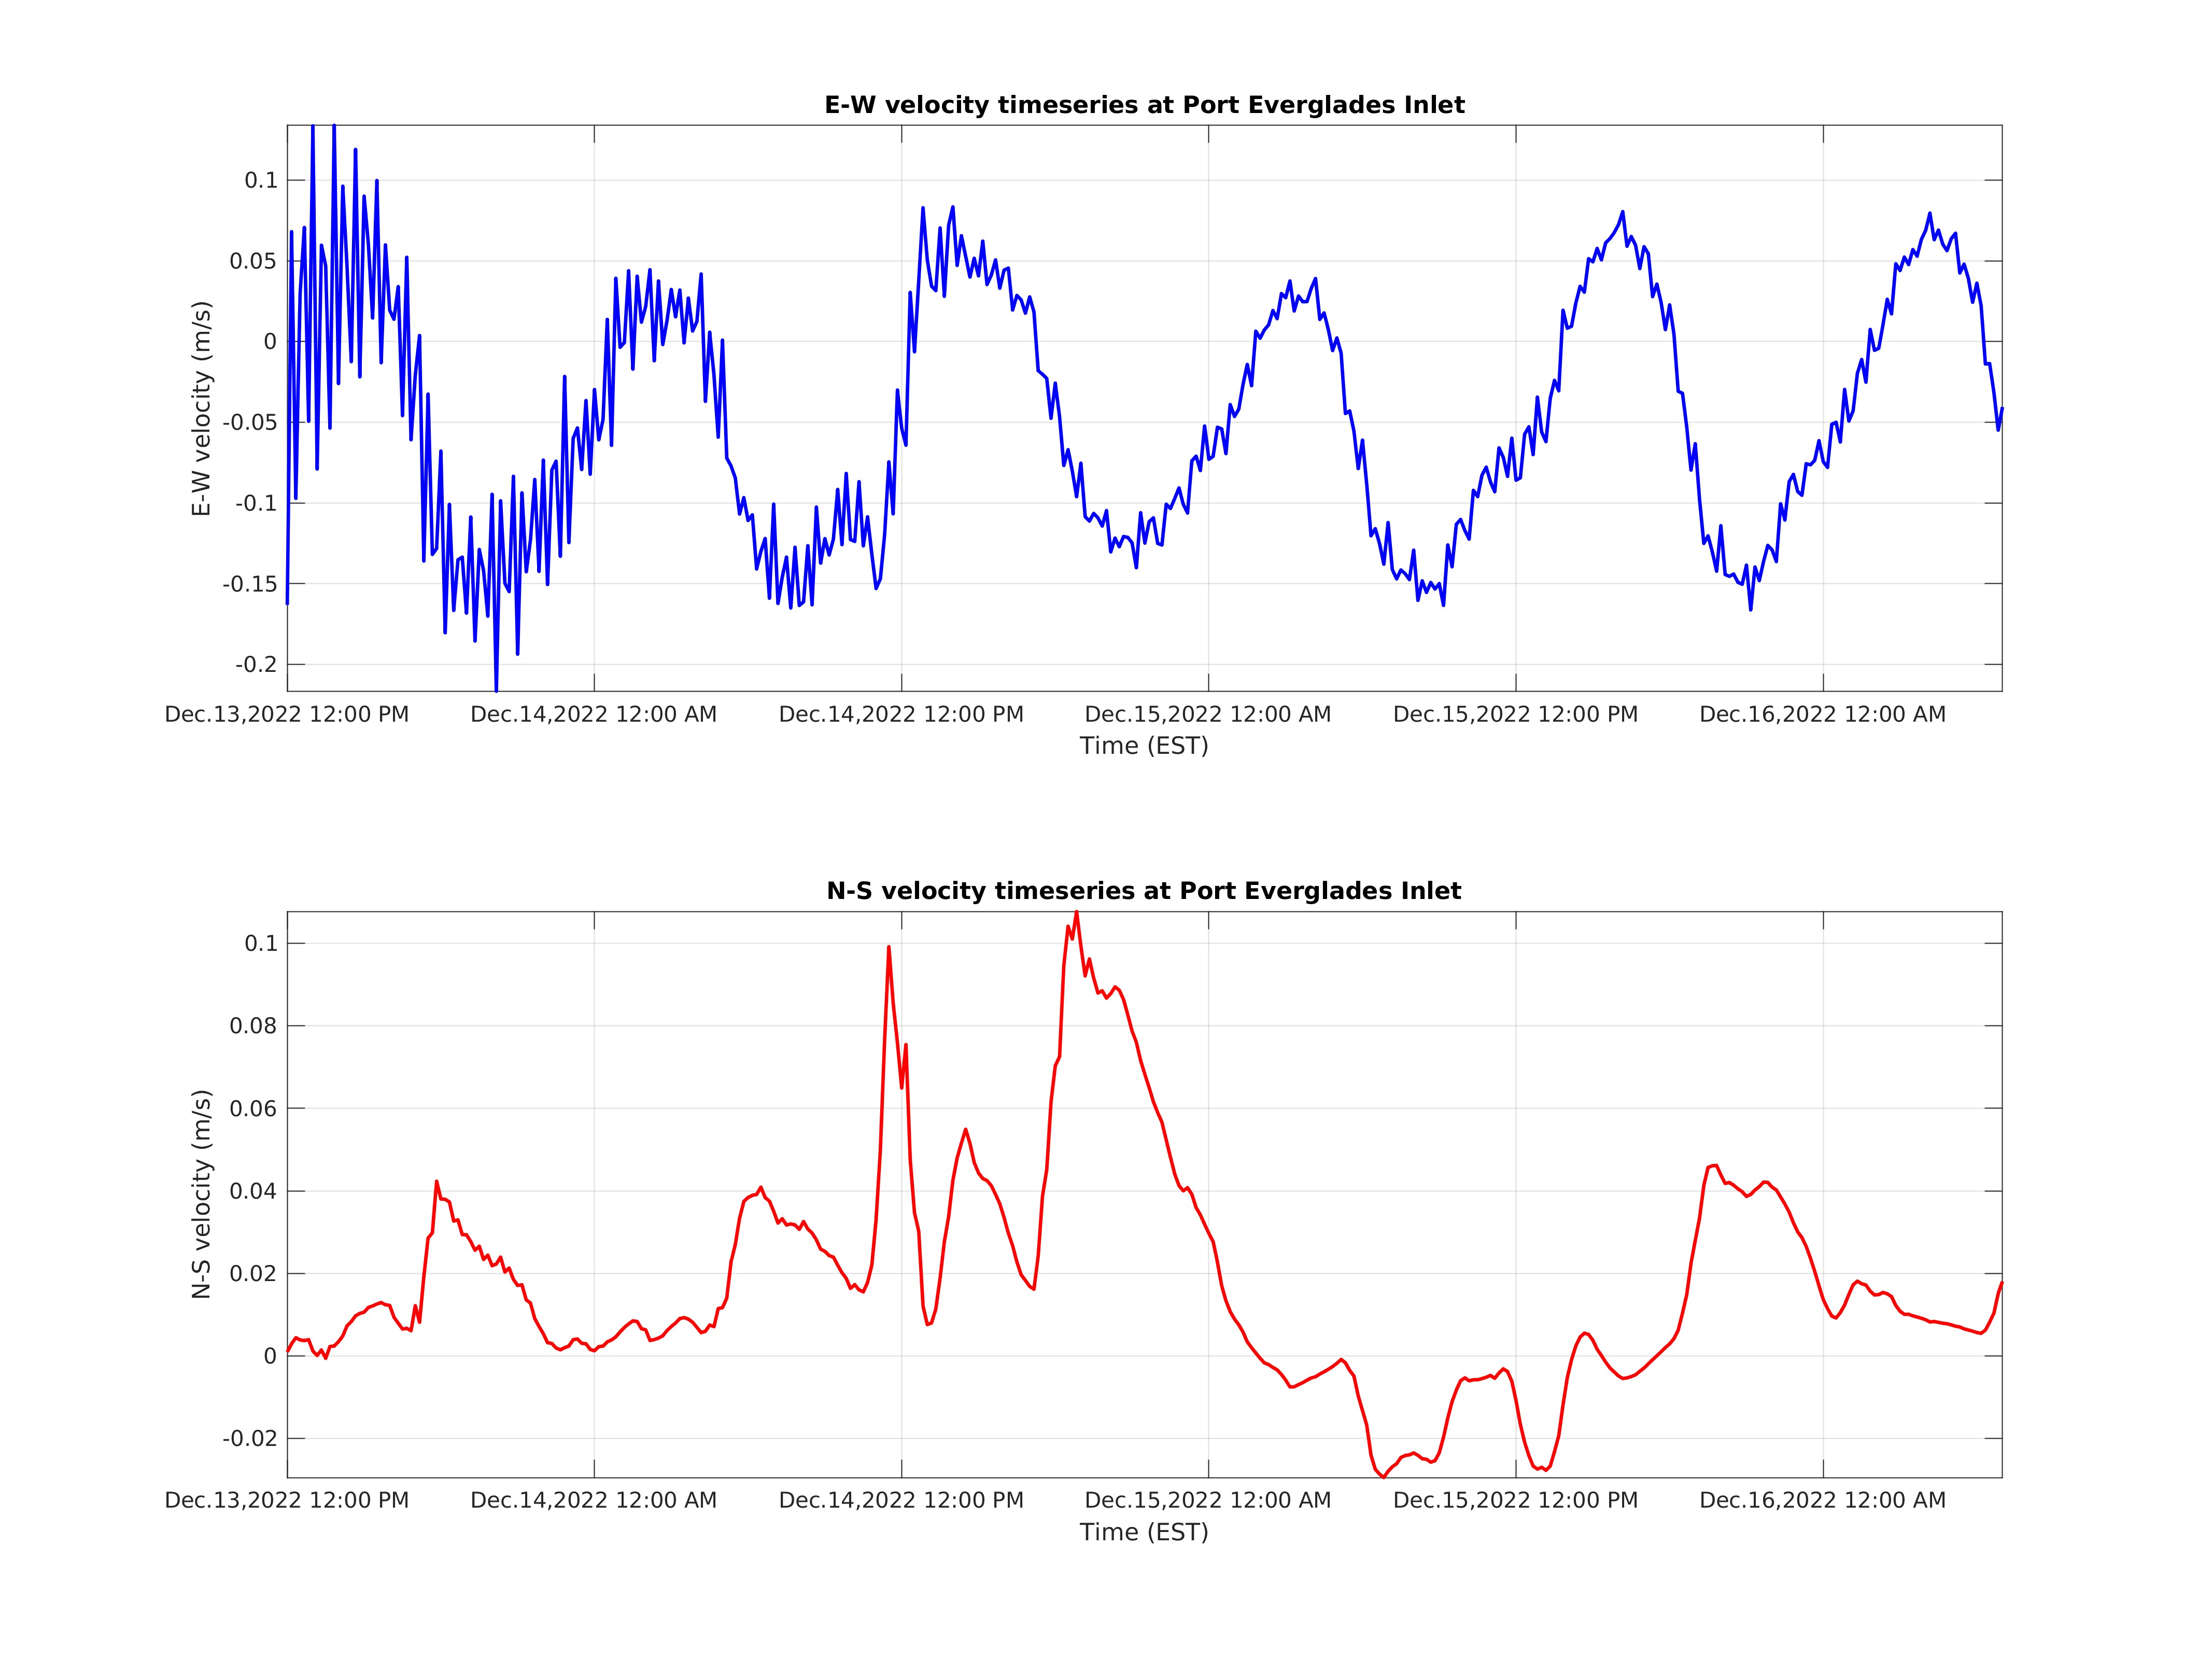 E-W velocity timeseries at Port Everglades Inlet
0.1
0.05
0
-0.05
-0.1
-0.15
-0.2
E-W velocity (m/s)
Dec.13,2022 12:00 PM Dec.14,2022 12:00 AM Dec.14,2022 12:00 PM Dec.15,2022 12:00 AM Dec.15,2022 12:00 PM Dec.16,2022 12:00 AM
Time (EST)
N-S velocity timeseries at Port Everglades Inlet
0.1
0.08
0.06
0.04
0.02
0
-0.02
N-S velocity (m/s)
Dec.13,2022 12:00 PM Dec.14,2022 12:00 AM Dec.14,2022 12:00 PM Dec.15,2022 12:00 AM Dec.15,2022 12:00 PM Dec.16,2022 12:00 AM
Time (EST)